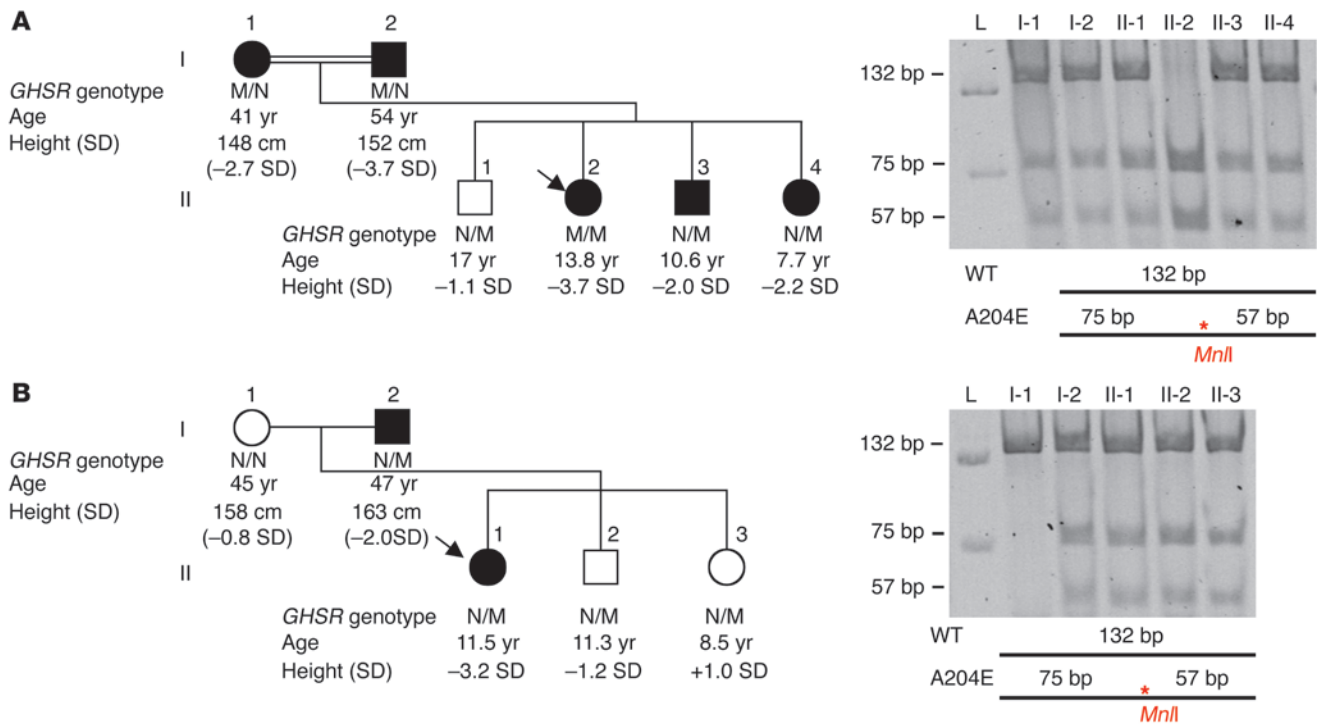 A
1 2
I
GHSR genotype M/N M/N
Age 41 yr 54 yr
Height (SD) 148 cm 152 cm
(–2.7 SD) (–3.7 SD)
1 2 3 4
II
GHSR genotype N/M M/M N/M N/M
Age 17 yr 13.8 yr 10.6 yr 7.7 yr
Height (SD) –1.1 SD –3.7 SD –2.0 SD –2.2 SD
L I-1 I-2 II-1 II-2 II-3 II-4
132 bp –
75 bp –
57 bp –
WT 132 bp
A204E 75 bp * 57 bp
MnlI
B
1 2
I
GHSR genotype N/N N/M
Age 45 yr 47 yr
Height (SD) 158 cm 163 cm
(–0.8 SD) (–2.0SD)
1 2 3
II
GHSR genotype N/M N/M N/M
Age 11.5 yr 11.3 yr 8.5 yr
Height (SD) –3.2 SD –1.2 SD +1.0 SD
L I-1 I-2 II-1 II-2 II-3
132 bp –
75 bp –
57 bp –
WT 132 bp
A204E 75 bp * 57 bp
MnlI